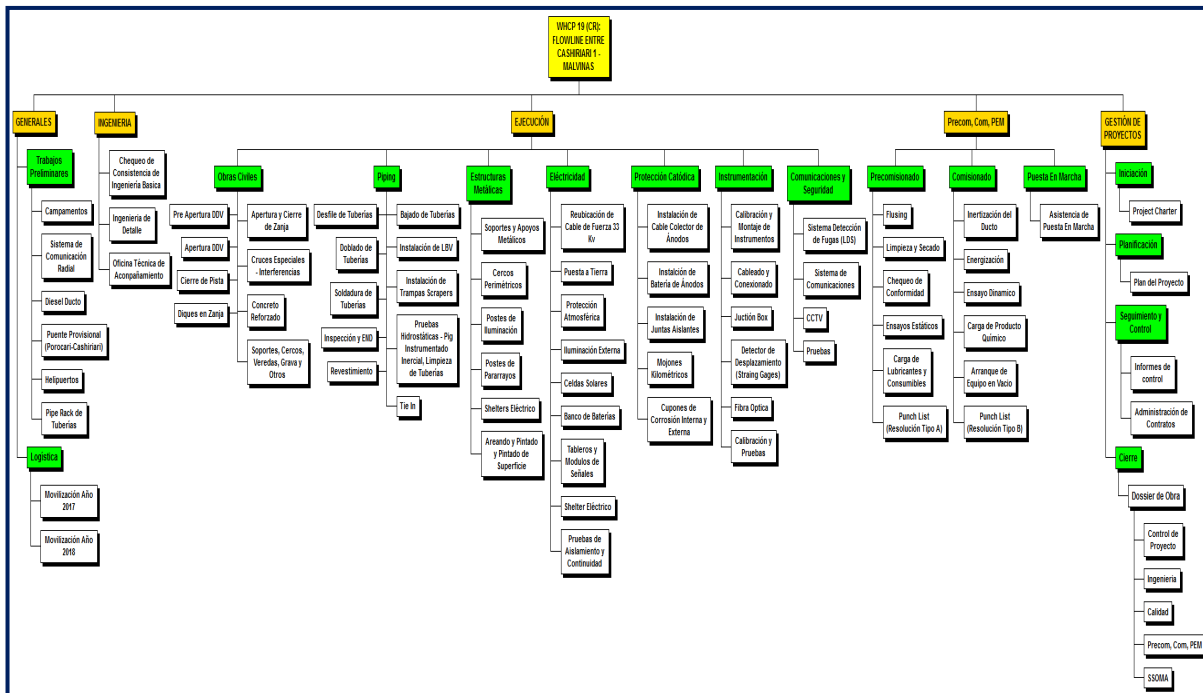 WHCP 19 (CR):
FLOWLINE ENTRE
CASHIRIARI 1 -
MALVINAS
GENERALES
Trabajos
Preliminares
Campamentos
Sistema de
Comunicación
Radial
Diesel Ducto
Puente Provisional
(Porocari-Cashiriari)
Helipuertos
Pipe Rack de
Tuberías
Logística
Movilización Año
2017
Movilización Año
2018
INGENIERIA
Chequeo de
Consistencia de
Ingeniería Basica
Ingeniería de
Detalle
Oficina Técnica de
Aconpañamiento
EJECUCIÓN
Obras Civiles
Pre Apertura DDV
Apertura DDV
Cierre de Pista
Diques en Zanja
Apertura y Cierre
de Zanja
Cruces Especiales
- Interferencias
Concreto
Reforzado
Soportes, Cercos,
Veredas, Grava y
Otros
Piping
Desfile de Tuberías
Doblado de
Tuberías
Soldadura de
Tuberías
Inspección y END
Revestimiento
Bajado de Tuberías
Instalación de LBV
Instalación de
Trampas Scrapers
Pruebas
Hidrostáticas - Pig
Instrumentado
Inercial, Limpieza
de Tuberías
Tie In
Estructuras
Metálicas
Soportes y Apoyos
Metálicos
Cercos
Perimétricos
Postes de
Iluminación
Postes de
Pararrayos
Shelters Eléctrico
Areando y Pintado
y Pintado de
Superficie
Eléctricidad
Reubicación de
Cable de Fuerza 33
Kv
Puesta a Tierra
Protección
Atmosférica
Iluminación Externa
Celdas Solares
Banco de Baterías
Tableros y
Modulos de
Señales
Shelter Eléctrico
Pruebas de
Aislamiento y
Continuidad
Protección Catódica
Instalación de
Cable Colector de
Ánodos
Instalción de
Batería de Ánodos
Instalación de
Juntas Aislantes
Mojones
Kilométricos
Cupones de
Corrosión Interna y
Externa
Instrumentación
Calibración y
Montaje de
Instrumentos
Cableado y
Conexionado
Juctión Box
Detector de
Desplazamiento
(Straing Gages)
Fibra Optica
Calibración y
Pruebas
Comunicaciones y
Seguridad
Sistema Detección
de Fugas (LDS)
Sistema de
Comunicaciones
CCTV
Pruebas
Precom, Com, PEM
Precomisionado
Flusing
Limpieza y Secado
Chequeo de
Conformidad
Ensayos Estáticos
Carga de
Lubricantes y
Consumibles
Punch List
(Resolución Tipo A)
Comisionado
Inertización del
Ducto
Energización
Ensayo Dinamico
Carga de Producto
Químico
Arranque de
Equipo en Vacio
Punch List
(Resolución Tipo B)
Puesta En Marcha
Asistencia de
Puesta En Marcha
GESTIÓN DE
PROYECTOS
Iniciación
Project Charter
Planificación
Plan del Proyecto
Seguimiento y
Control
Informes de
control
Administración de
Contratos
Cierre
Dossier de Obra
Control de
Proyecto
Ingenieria
Calidad
Precom, Com, PEM
SSOMA